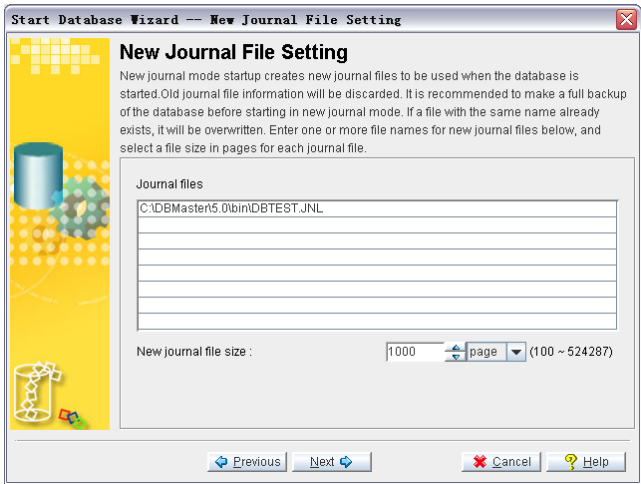 Start Database Wizard -- New Journal File Setting
New Journal File Setting
New journal mode startup creates new journal files to be used when the database is
started.Old journal file information will be discarded. It is recommended to make a full backup
of the database before starting in new journal mode. If a file with the same name already
exists, it will be overwritten. Enter one or more file names for new journal files below, and
select a file size in pages for each journal file.
Journal files
C:\DBMaster\5.0\bin\DBTEST.JNL
New journal file size : 1000 page (100 ~ 524287)
Previous Next Cancel Help